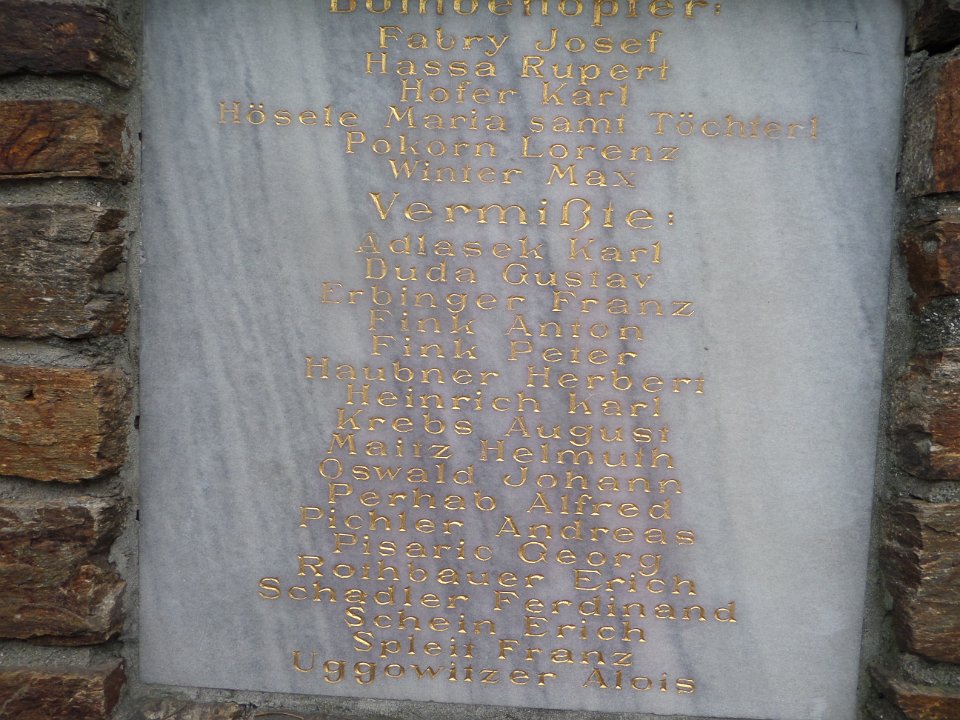 Bombenopfer:
Fabry Josef
Hassa Rupert
Hofer Karl
Hösele Maria samt Töchterl
Pokorn Lorenz
Winter Max
Vermißte:
Adlasek Karl
Duda Gustav
Erbinger Franz
Fink Anton
Fink Peter
Haubner Herbert
Heinrich Karl
Krebs August
Maitz Helmuth
Oswald Johann
Perhab Alfred
Pichler Andreas
Pisaric Georg
Rothbauer Erich
Schadler Ferdinand
Schein Erich
Spleit Franz
Uggowitzer Alois